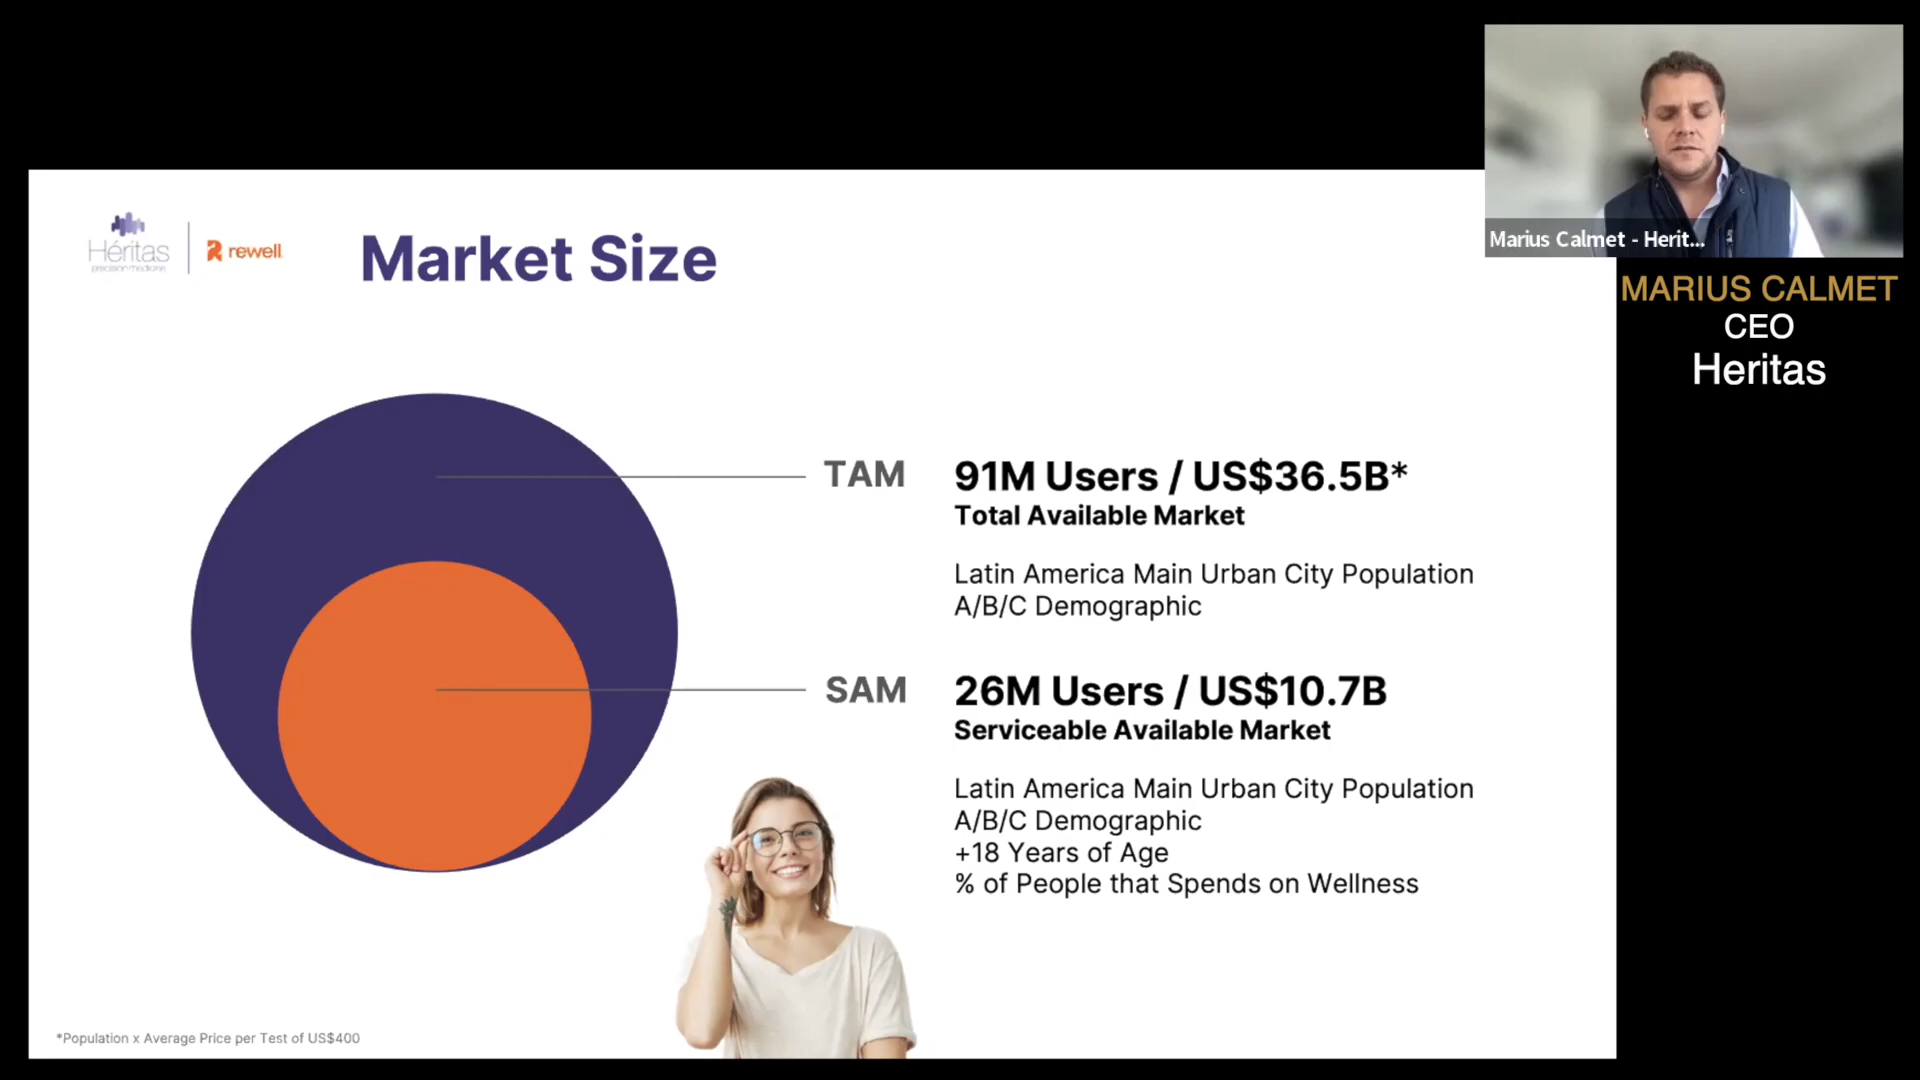 Héritas
precision medicine
rewell
Market Size
TAM
91M Users / US$36.5B*
Total Available Market
Latin America Main Urban City Population
A/B/C Demographic
SAM
26M Users / US$10.7B
Serviceable Available Market
Latin America Main Urban City Population
A/B/C Demographic
+18 Years of Age
% of People that Spends on Wellness
*Population x Average Price per Test of US$400
Marius Calmet - Herit...
MARIUS CALMET
CEO
Heritas